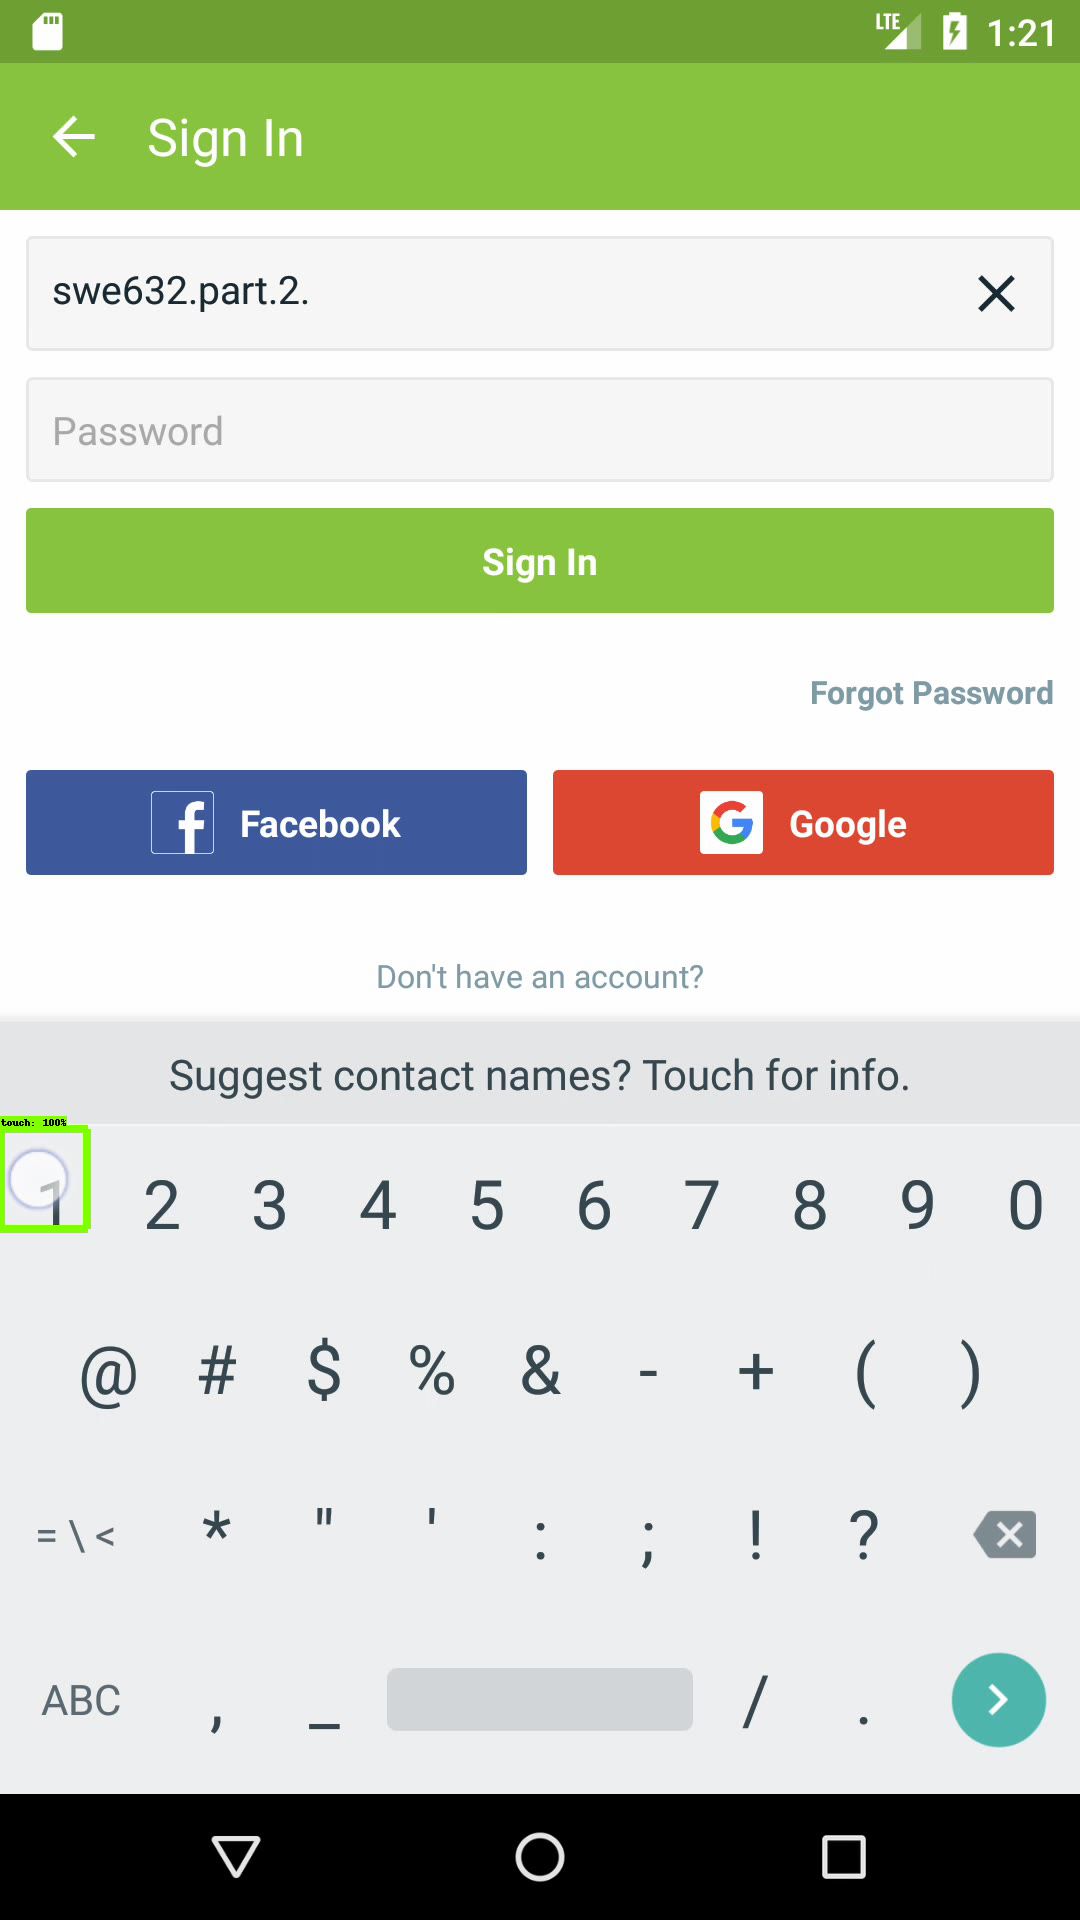 LTE 1:21
Sign In
swe632.part.2.
Password
Sign In
Forgot Password
Facebook
Google
Don't have an account?
Suggest contact names? Touch for info.
touch: 100%
1 2 3 4 5 6 7 8 9 0
@ # $ % & - + ( )
= \ < * " ' : ; ! ?
ABC , _ / .